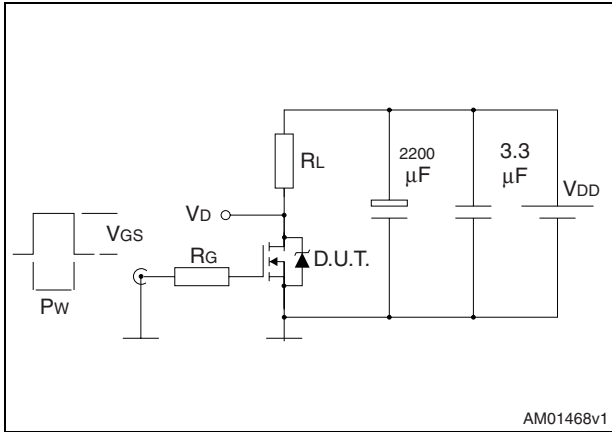 RL
2200
μF
3.3
μF
VDD
VD
VGS
RG
D.U.T.
PW
AM01468v1